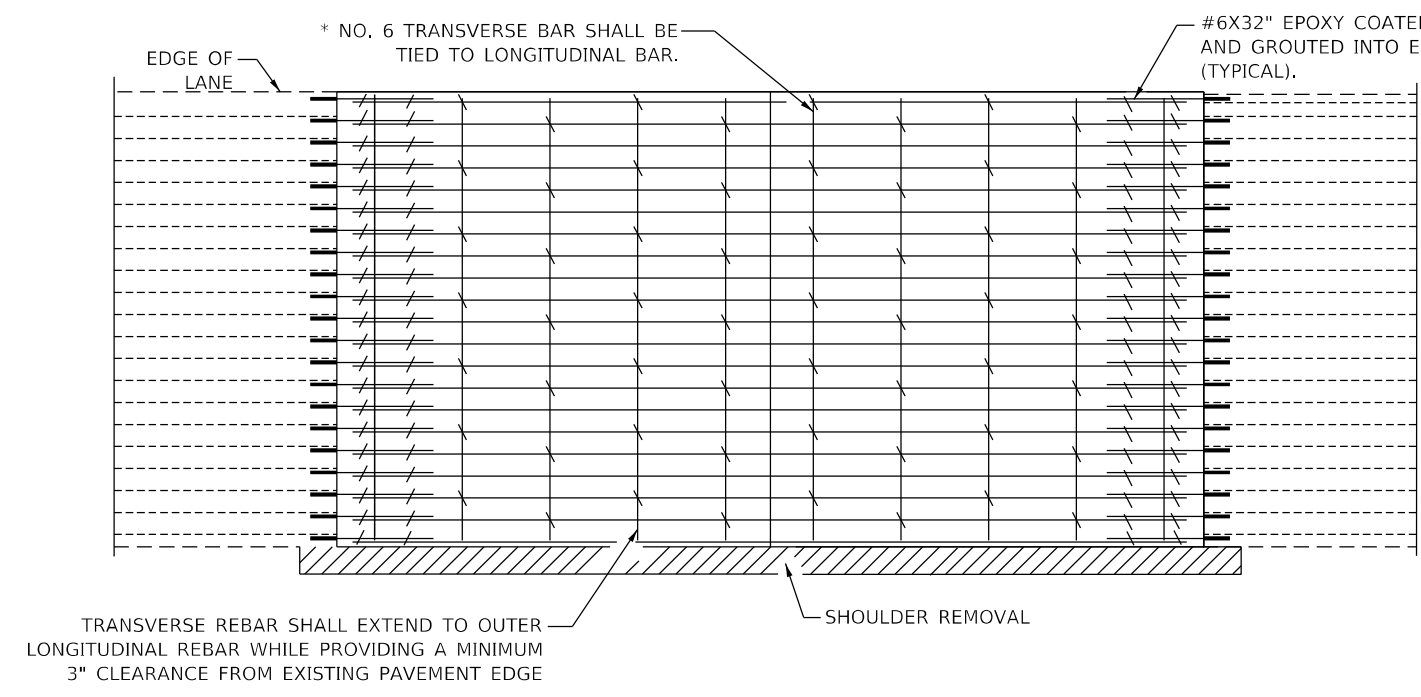 * NO. 6 TRANSVERSE BAR SHALL BE
TIED TO LONGITUDINAL BAR.
EDGE OF
LANE
#6X32" EPOXY COATE
AND GROUTED INTO E
(TYPICAL).
TRANSVERSE REBAR SHALL EXTEND TO OUTER
LONGITUDINAL REBAR WHILE PROVIDING A MINIMUM
3" CLEARANCE FROM EXISTING PAVEMENT EDGE
SHOULDER REMOVAL